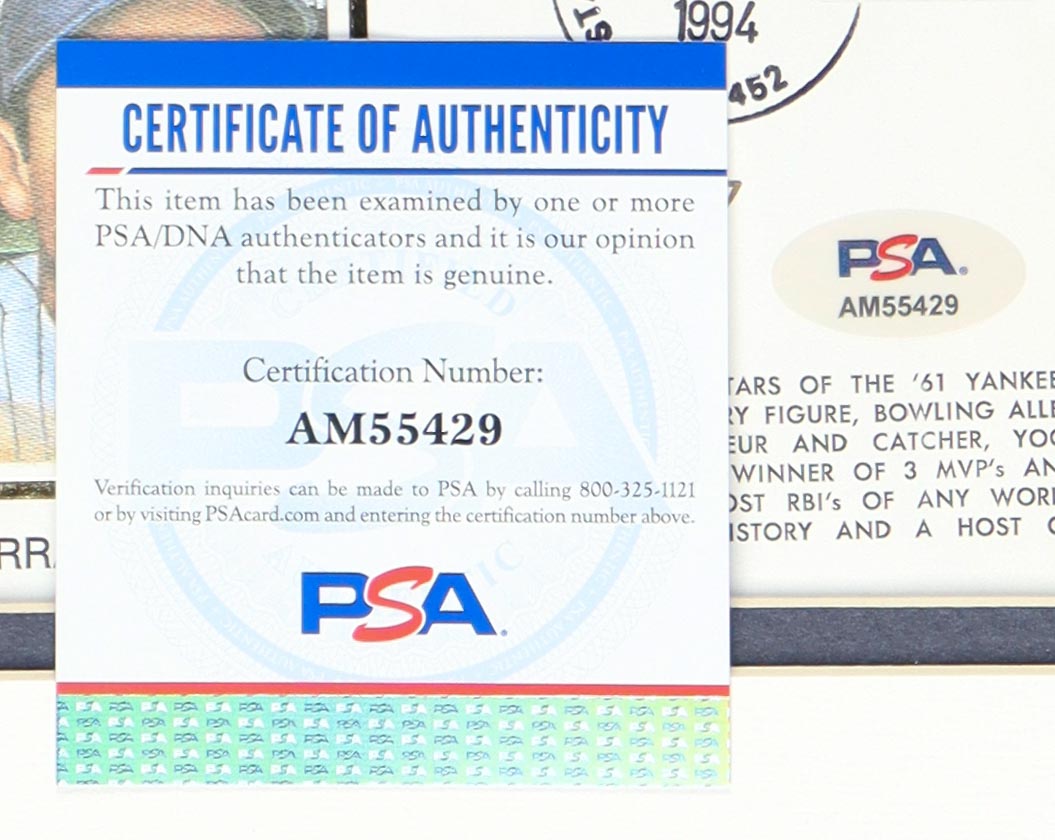 1994
452
CERTIFICATE OF AUTHENTICITY
This item has been examined by one or more
PSA/DNA authenticators and it is our opinion
that the item is genuine.
Certification Number:
AM55429
Verification inquiries can be made to PSA by calling 800-325-1121
or by visiting PSAcard.com and entering the certification number above.
PSA
7
PSA
AM55429
TARS OF THE '61 YANKEE
RY FIGURE, BOWLING ALLE
EUR AND CATCHER, YOG
WINNER OF 3 MVP's AN
OST RBI's OF ANY WORL
ISTORY AND A HOST O
RR